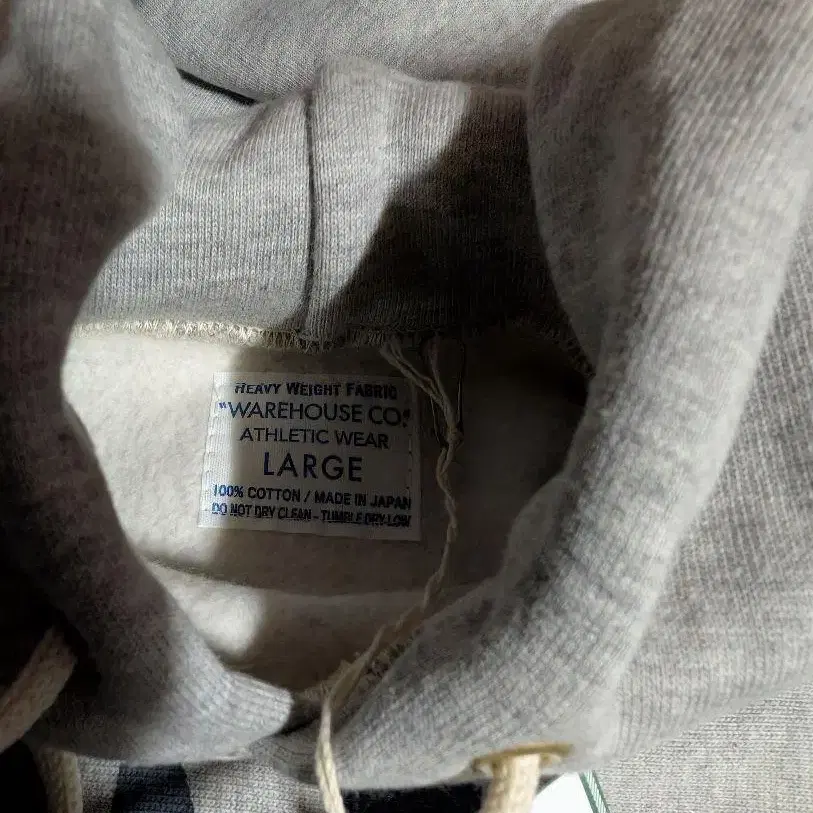 HEAVY WEIGHT FABRIC
"WAREHOUSE CO."
ATHLETIC WEAR
LARGE
100% COTTON / MADE IN JAPAN
DO NOT DRY CLEAN - TUMBLE DRY LOW